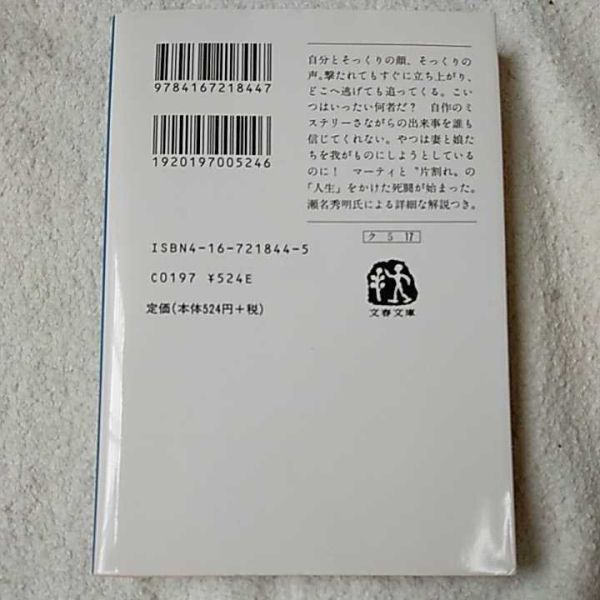 9784167218447
1920197005246
ISBN4-16-721844-5
C0197 ¥524E
定価(本体524円+税)
自分とそっくりの顔、そっくりの
声。撃たれてもすぐに立ち上がり、
どこへ逃げても追ってくる。こい
つはいったい何者だ? 自作のミ
ステリーさながらの出来事を誰も
信じてくれない。やつは妻と娘た
ちを我がものにしようとしている
のに! マーティと〝片割れ〟の
「人生」をかけた死闘が始まった。
瀬名秀明氏による詳細な解説つき。
ク 5 17
文春文庫